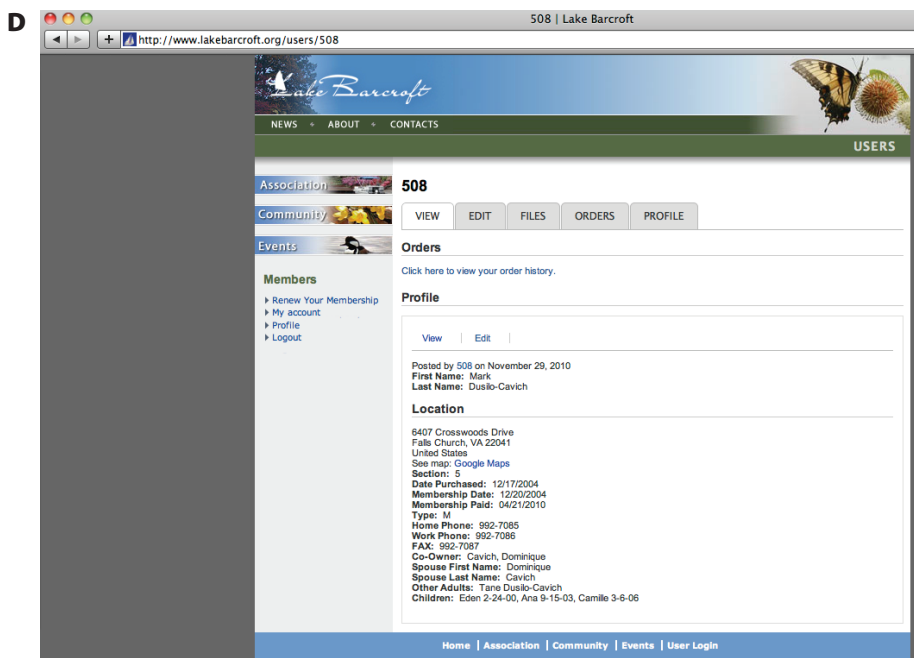 D
508 | Lake Barcroft
http://www.lakebarcroft.org/users/508
Lake Barcroft
NEWS + ABOUT + CONTACTS
USERS
Association
Community
Events
Members
Renew Your Membership
My account
Profile
Logout
508
VIEW EDIT FILES ORDERS PROFILE
Orders
Click here to view your order history.
Profile
View | Edit |
Posted by 508 on November 29, 2010
First Name: Mark
Last Name: Dusilo-Cavich
Location
6407 Crosswoods Drive
Falls Church, VA 22041
United States
See map: Google Maps
Section: 5
Date Purchased: 12/17/2004
Membership Date: 12/20/2004
Membership Paid: 04/21/2010
Type: M
Home Phone: 992-7085
Work Phone: 992-7086
FAX: 992-7087
Co-Owner: Cavich, Dominique
Spouse First Name: Dominique
Spouse Last Name: Cavich
Other Adults: Tane Dusilo-Cavich
Children: Eden 2-24-00, Ana 9-15-03, Camille 3-6-06
Home | Association | Community | Events | User Login